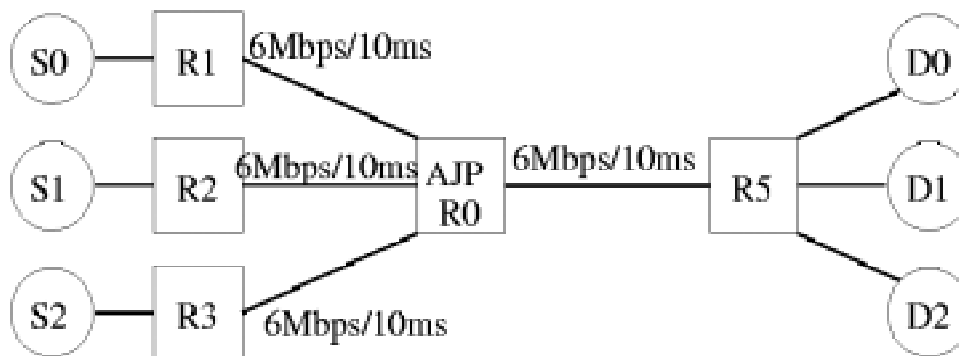 S0
R1
6Mbps/10ms
D0
S1
R2
6Mbps/10ms
AJP
R0
6Mbps/10ms
R5
D1
S2
R3
6Mbps/10ms
D2